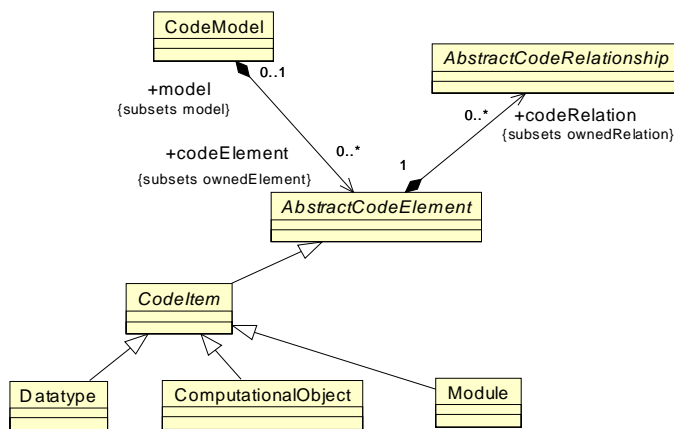 CodeModel
AbstractCodeRelationship
0..1
+model
{subsets model}
0..*
+codeRelation
{subsets ownedRelation}
+codeElement
0..*
{subsets ownedElement}
1
AbstractCodeElement
CodeItem
Datatype
ComputationalObject
Module